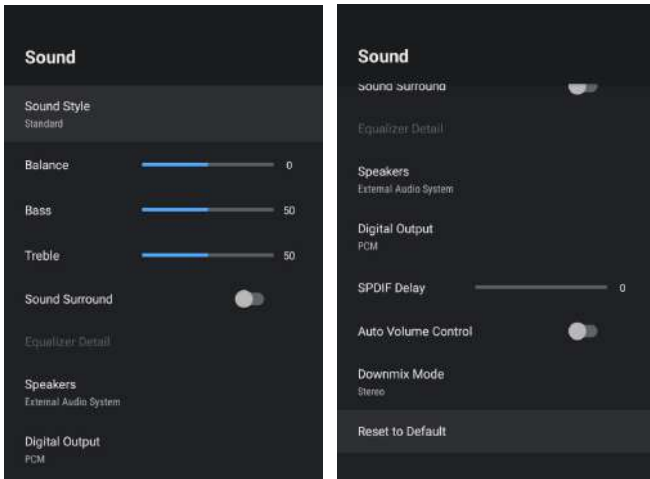 Sound
Sound Style
Standard
Balance 0
Bass 50
Treble 50
Sound Surround
Equalizer Detail
Speakers
External Audio System
Digital Output
PCM
Sound
Sound Surround
Equalizer Detail
Speakers
External Audio System
Digital Output
PCM
SPDIF Delay 0
Auto Volume Control
Downmix Mode
Stereo
Reset to Default